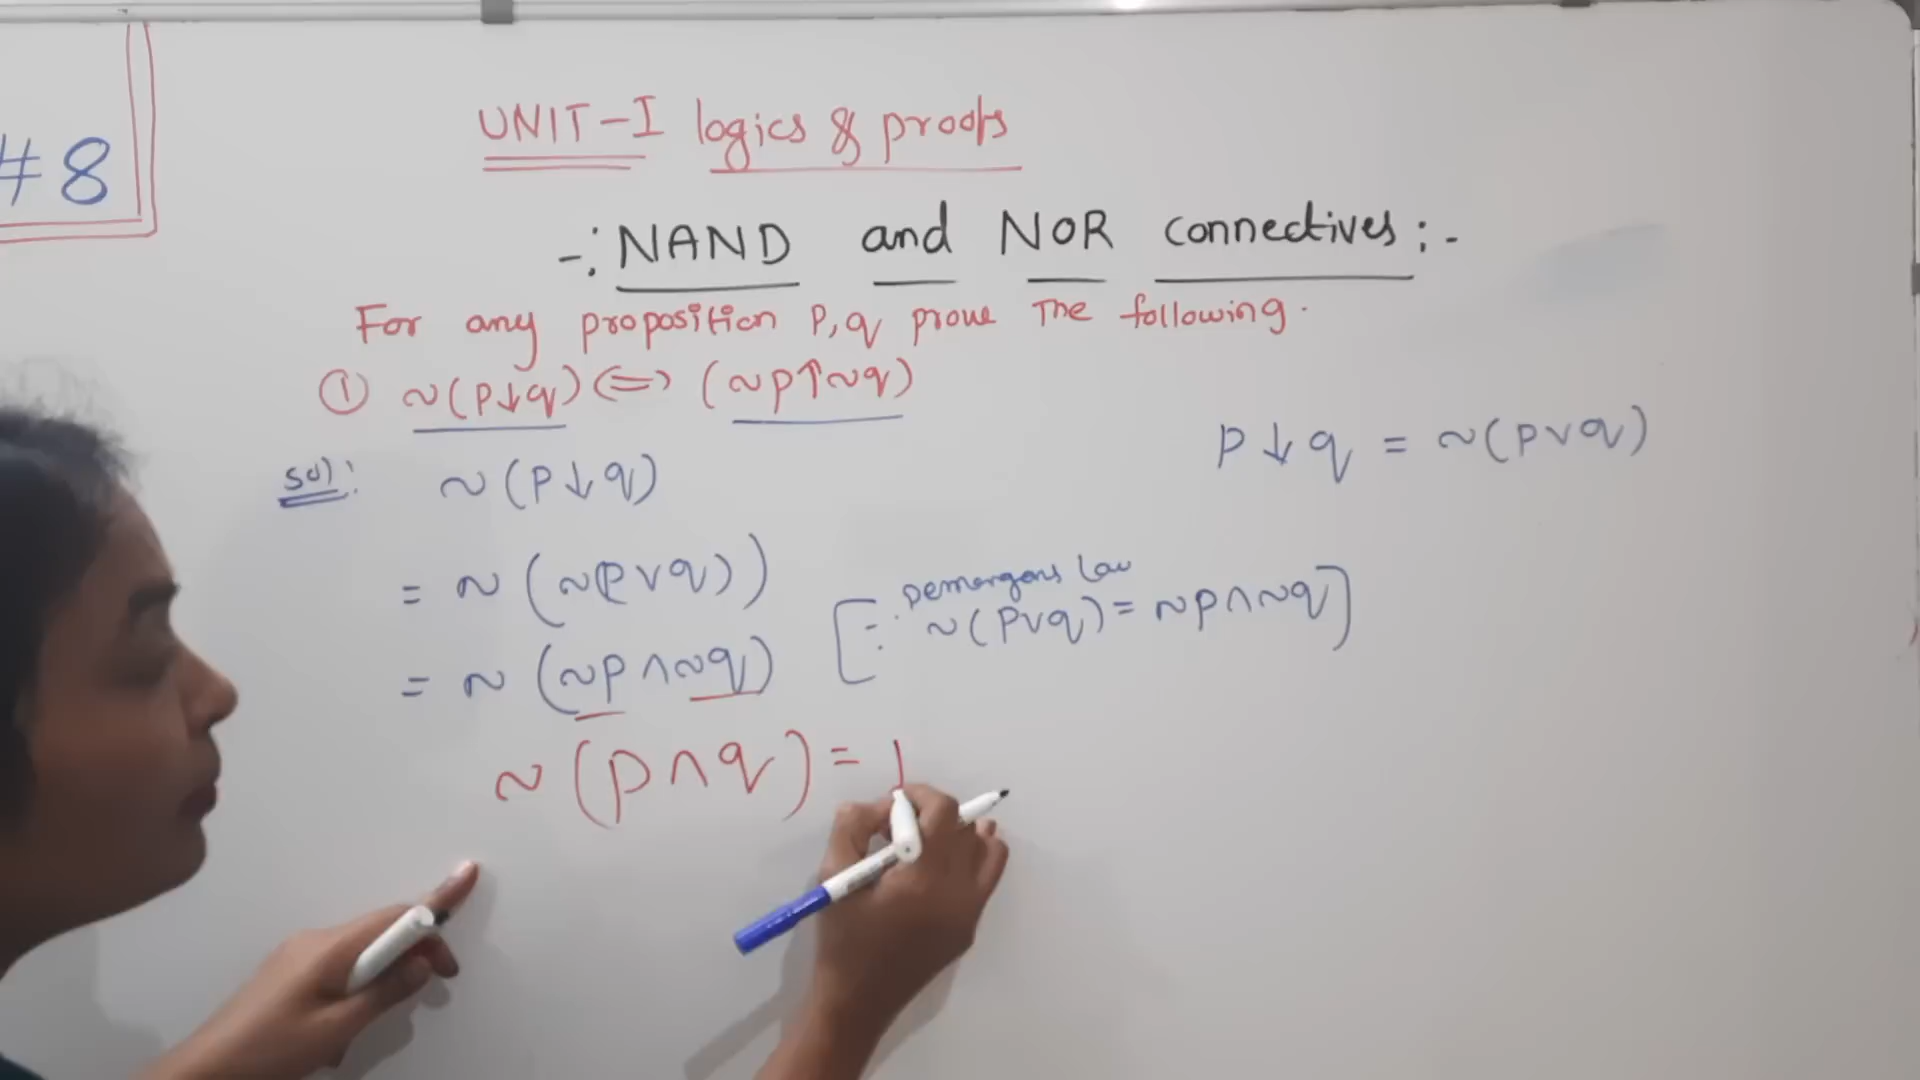 #8
UNIT-I logics & proofs
-: NAND and NOR connectives :-
For any proposition P,q prove The following.
① ~(P↓q) <=> (~p↑~q)
Sol:
~(P↓q)
P↓q = ~(p∨q)
= ~(~(p∨q))
= ~(~p∧~q)
[∵ Demorgans Law
~(p∨q) = ~p∧~q]
~(p∧q) =